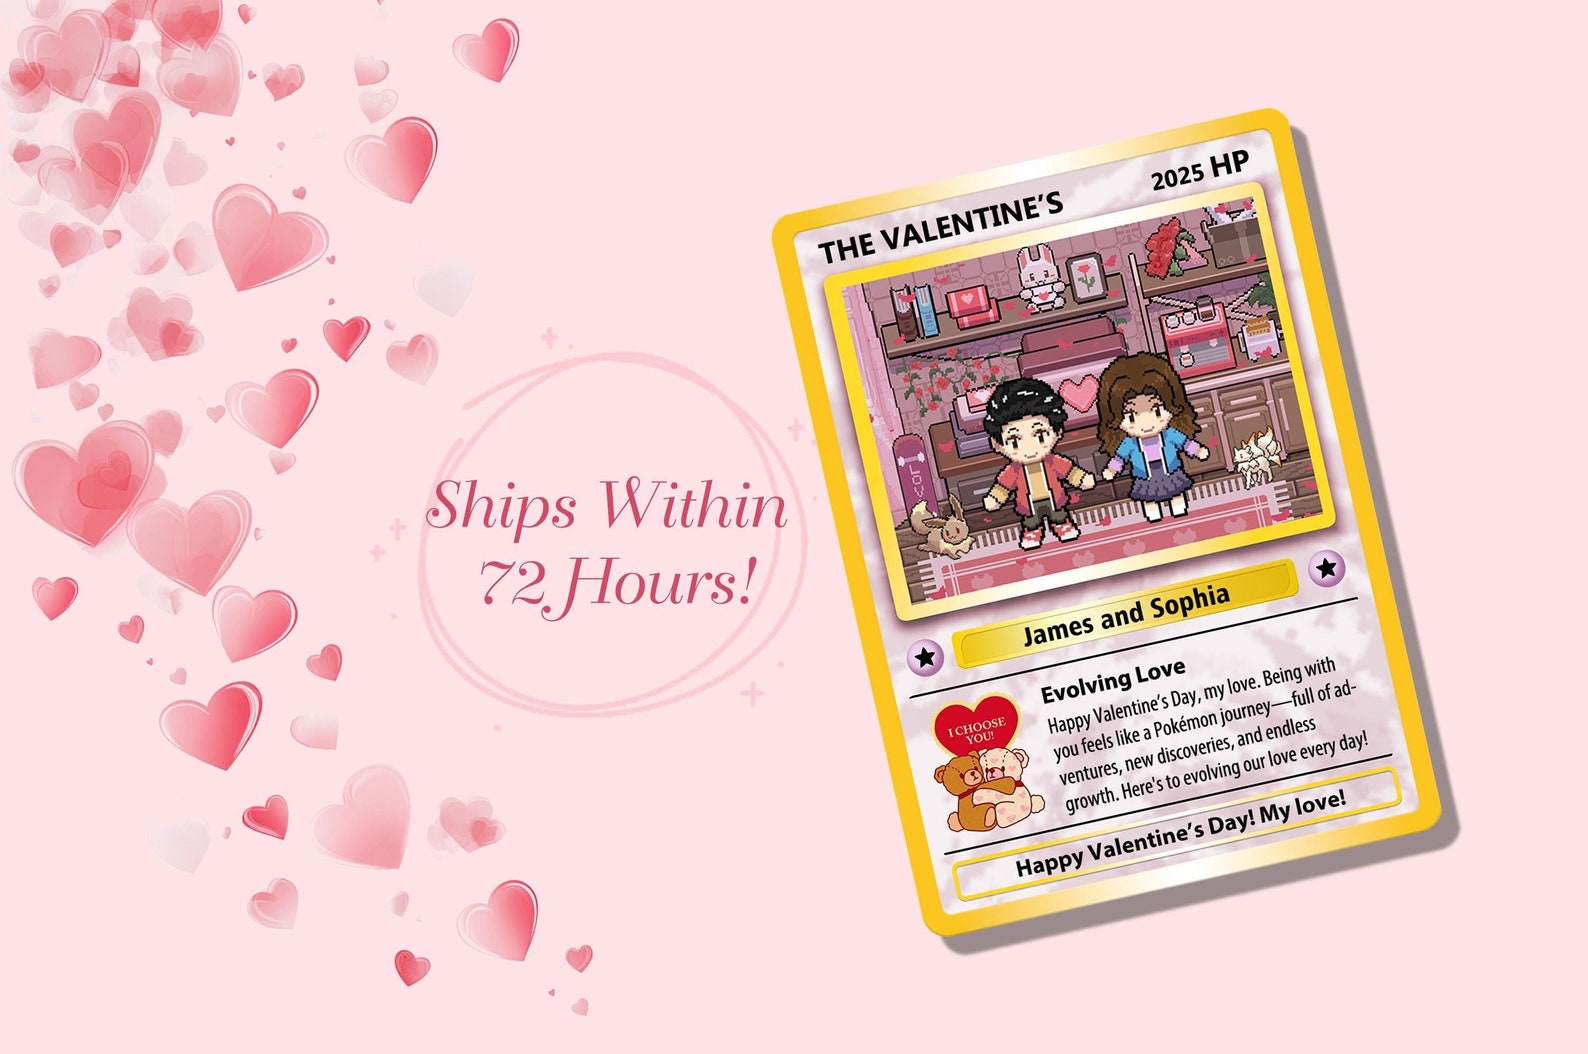 Ships Within
72 Hours!
THE VALENTINE'S
2025 HP
LOV
James and Sophia
I CHOOSE
YOU!
Evolving Love
Happy Valentine's Day, my love. Being with
you feels like a Pokémon journey—full of ad-
ventures, new discoveries, and endless
growth. Here's to evolving our love every day!
Happy Valentine's Day! My love!